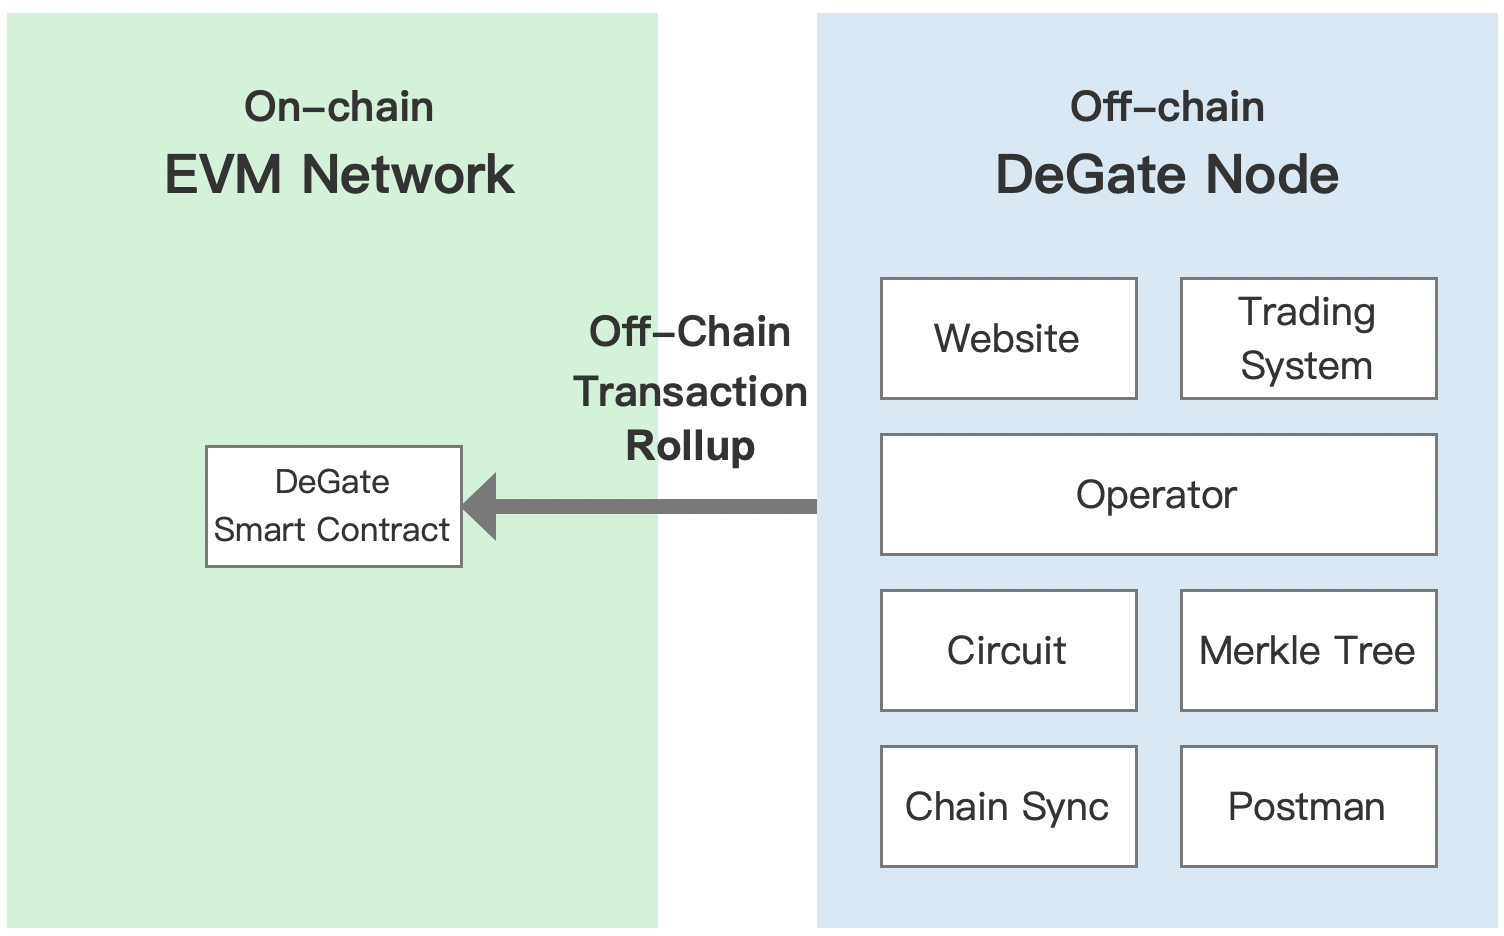 On–chain
EVM Network
Off–Chain
Transaction
Rollup
DeGate
Smart Contract
Off–chain
DeGate Node
Website
Trading
System
Operator
Circuit
Merkle Tree
Chain Sync
Postman